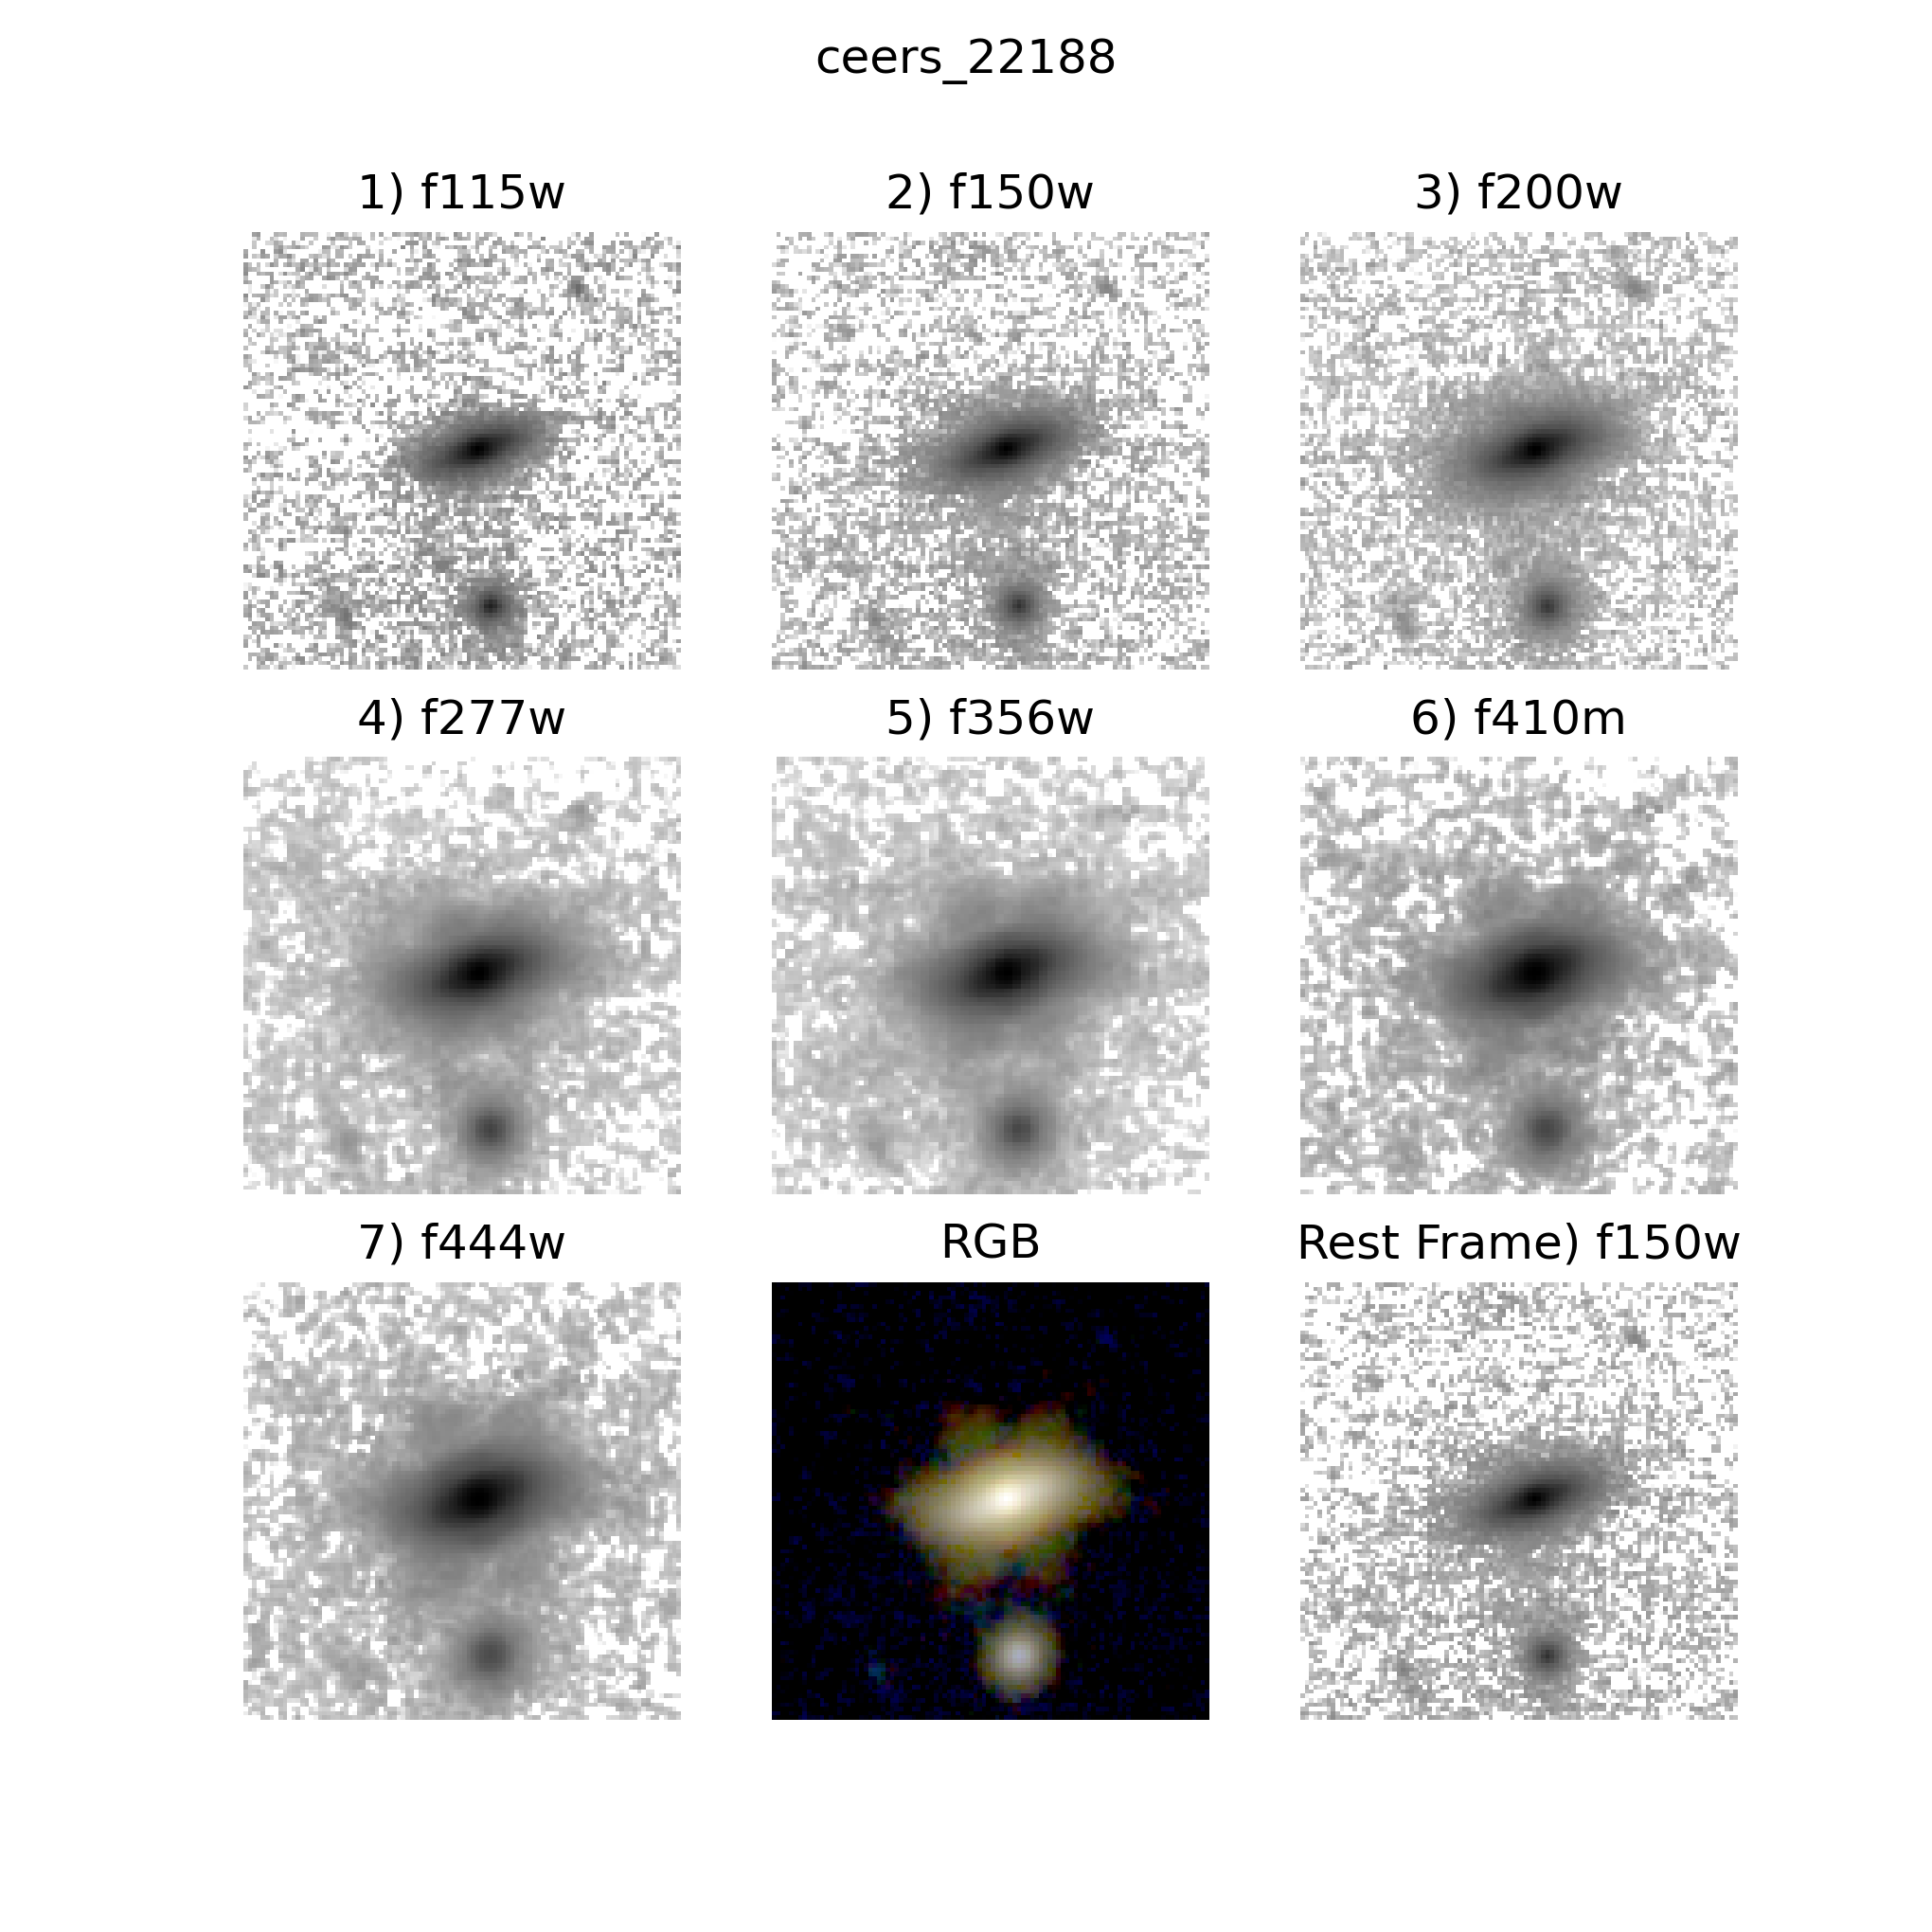 ceers_22188
1) f115w
2) f150w
3) f200w
4) f277w
5) f356w
6) f410m
7) f444w
RGB
Rest Frame) f150w